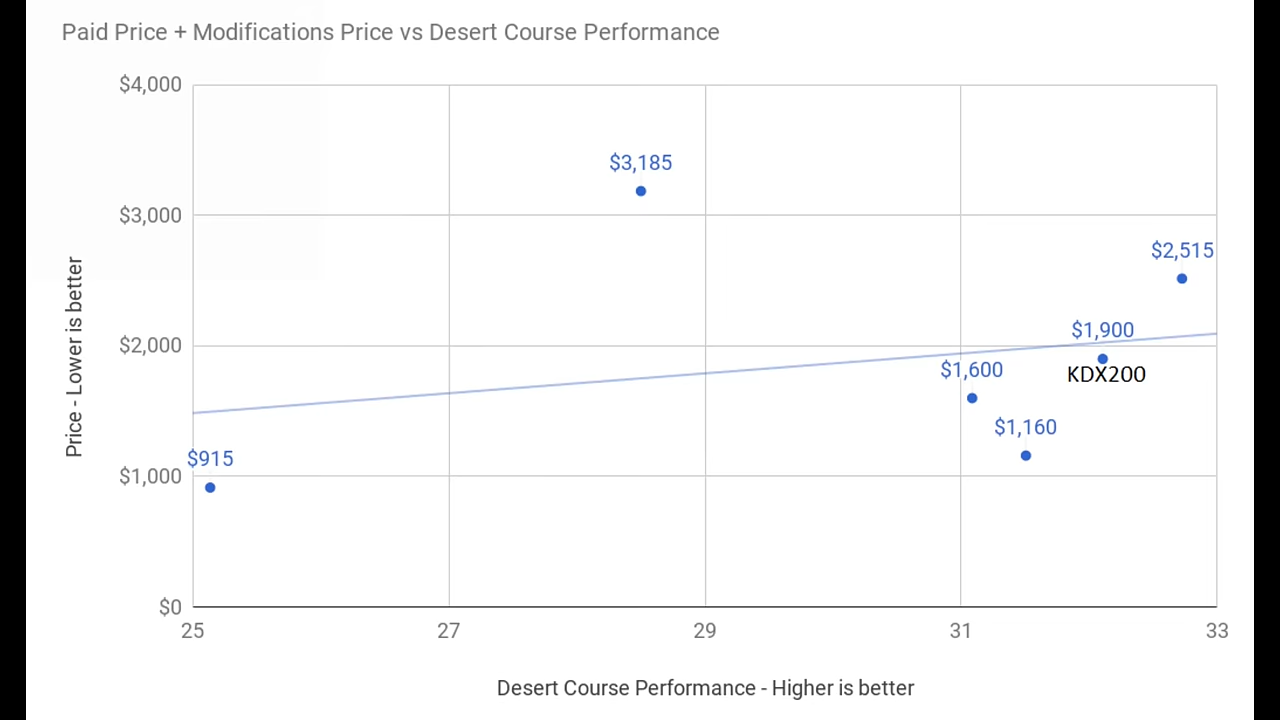 Paid Price + Modifications Price vs Desert Course Performance
$4,000
$3,185
$3,000
$2,515
Price - Lower is better
$2,000
$1,900
KDX200
$1,600
$1,160
$915
$1,000
$0
25 27 29 31 33
Desert Course Performance - Higher is better